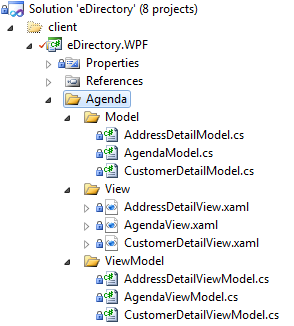 Solution 'eDirectory' (8 projects)
client
eDirectory.WPF
Properties
References
Agenda
Model
AddressDetailModel.cs
AgendaModel.cs
CustomerDetailModel.cs
View
AddressDetailView.xaml
AgendaView.xaml
CustomerDetailView.xaml
ViewModel
AddressDetailViewModel.cs
AgendaViewModel.cs
CustomerDetailViewModel.cs